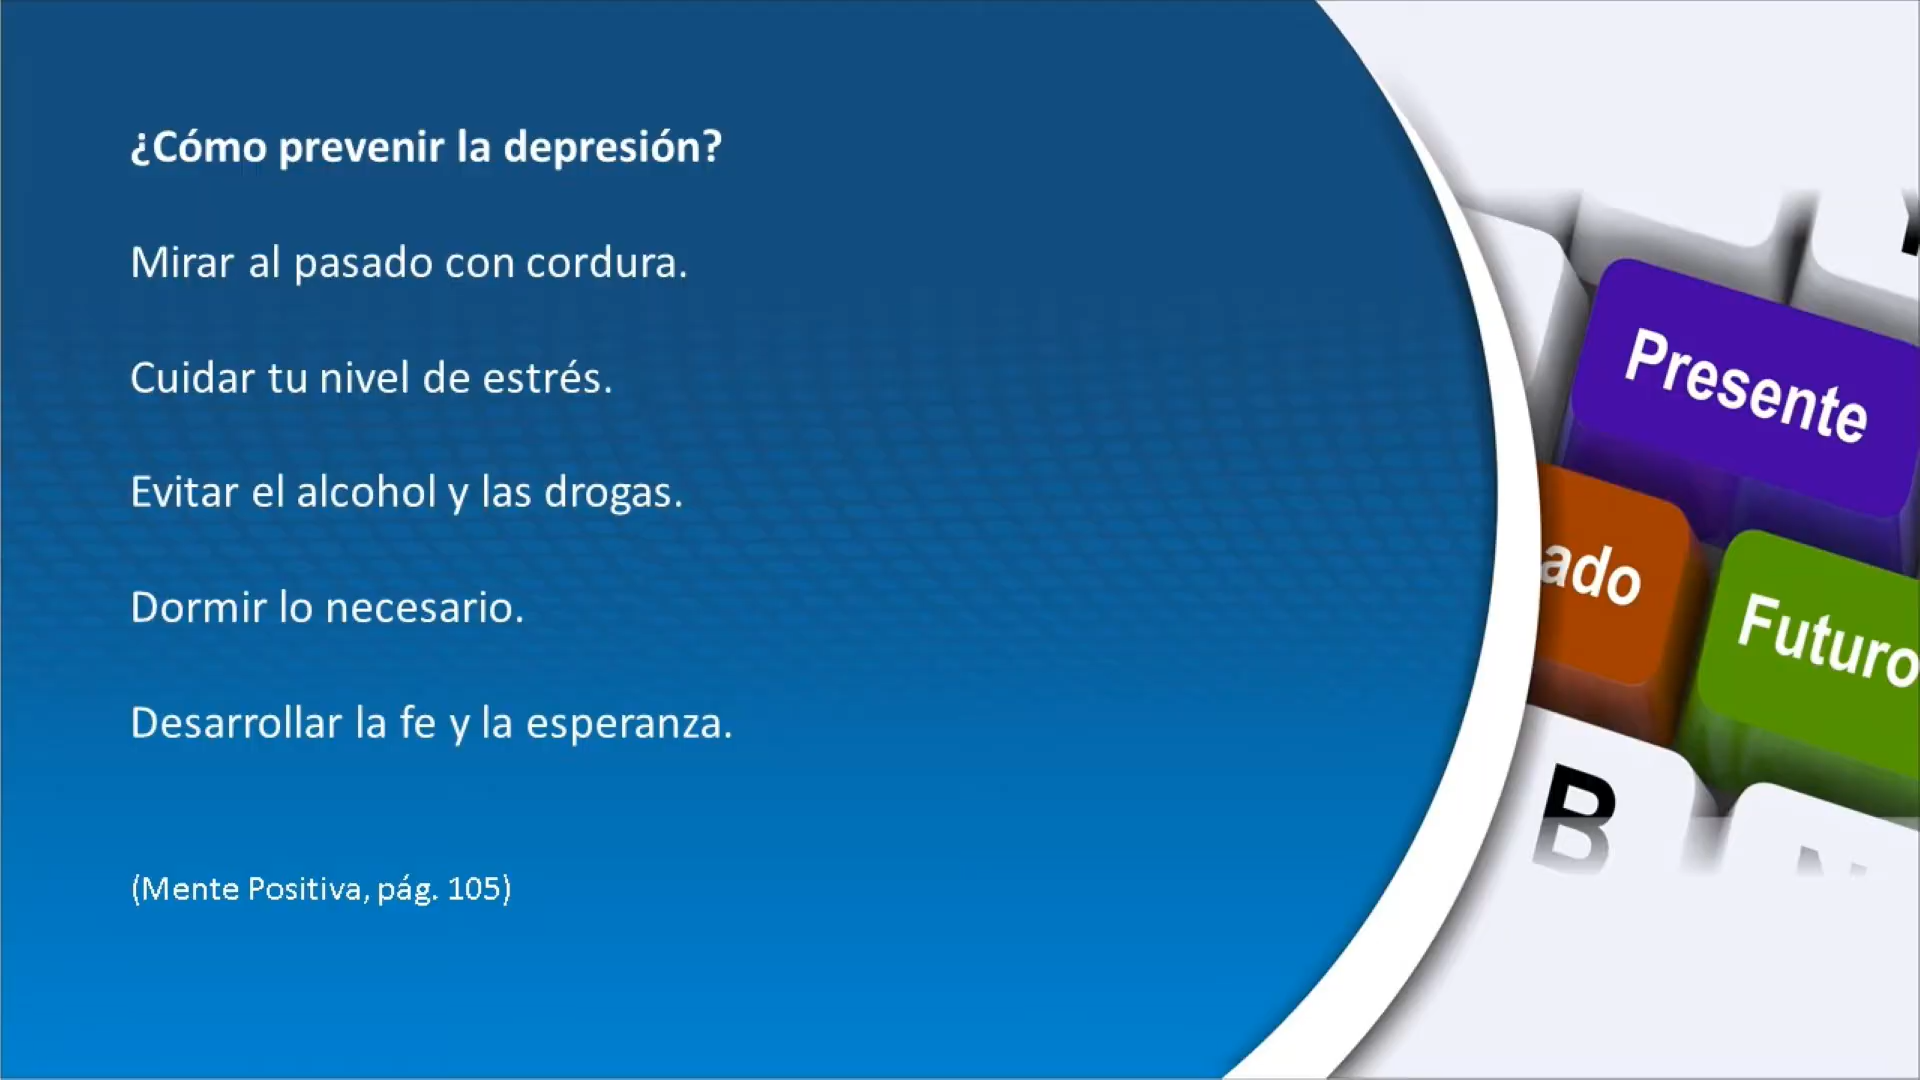 ¿Cómo prevenir la depresión?
Mirar al pasado con cordura.
Cuidar tu nivel de estrés.
Evitar el alcohol y las drogas.
Dormir lo necesario.
Desarrollar la fe y la esperanza.
(Mente Positiva, pág. 105)
Presente
ado
Futuro
B